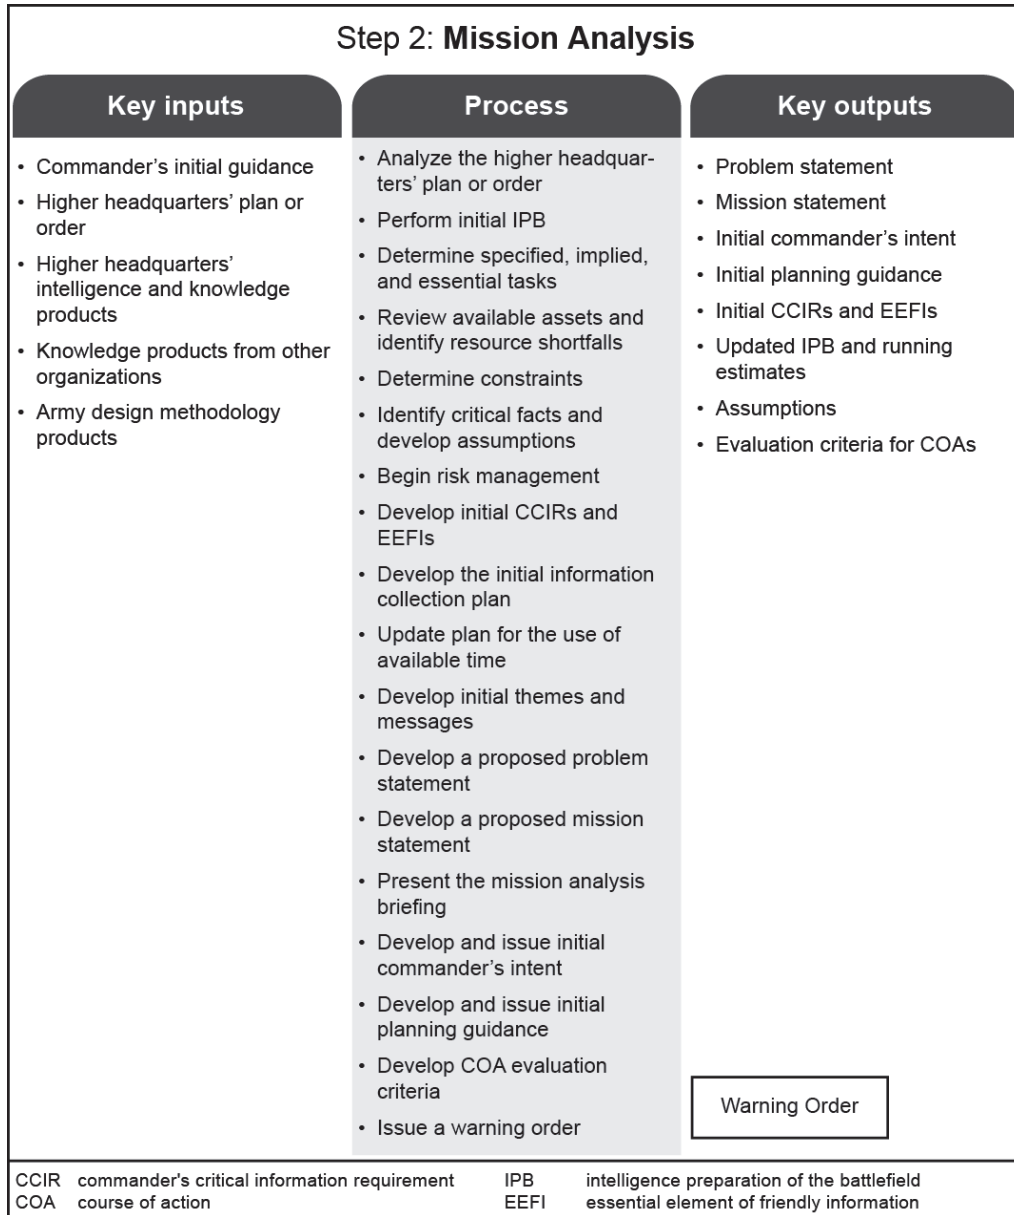 Step 2: Mission Analysis
Key inputs
• Commander's initial guidance
• Higher headquarters' plan or
order
• Higher headquarters'
intelligence and knowledge
products
• Knowledge products from other
organizations
• Army design methodology
products
Process
• Analyze the higher headquar-
ters' plan or order
• Perform initial IPB
• Determine specified, implied,
and essential tasks
• Review available assets and
identify resource shortfalls
• Determine constraints
• Identify critical facts and
develop assumptions
• Begin risk management
• Develop initial CCIRs and
EEFIs
• Develop the initial information
collection plan
• Update plan for the use of
available time
• Develop initial themes and
messages
• Develop a proposed problem
statement
• Develop a proposed mission
statement
• Present the mission analysis
briefing
• Develop and issue initial
commander's intent
• Develop and issue initial
planning guidance
• Develop COA evaluation
criteria
• Issue a warning order
Key outputs
• Problem statement
• Mission statement
• Initial commander's intent
• Initial planning guidance
• Initial CCIRs and EEFIs
• Updated IPB and running
estimates
• Assumptions
• Evaluation criteria for COAs
Warning Order
CCIR commander's critical information requirement
COA course of action
IPB intelligence preparation of the battlefield
EEFI essential element of friendly information